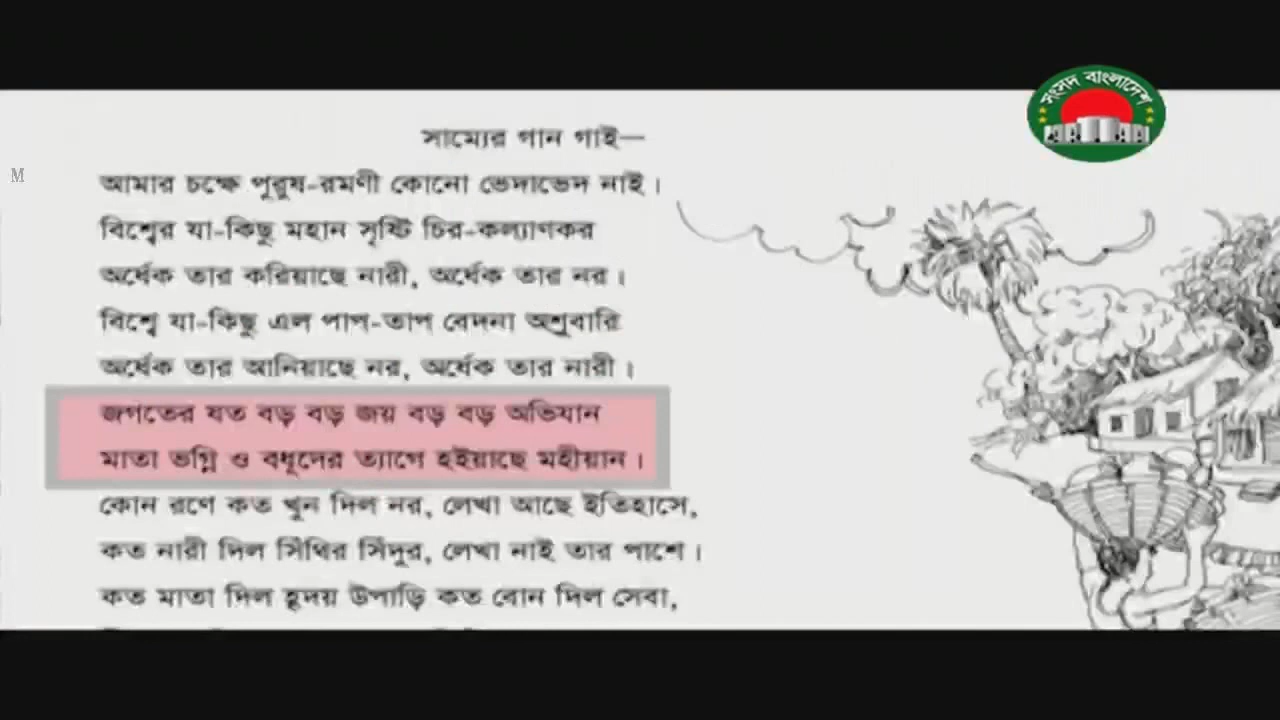 সংসদ বাংলাদেশ
সাম্যের গান গাই—
M
আমার চক্ষে পুরুষ-রমণী কোনো ভেদাভেদ নাই।
বিশ্বের যা-কিছু মহান সৃষ্টি চির-কল্যাণকর
অর্ধেক তার করিয়াছে নারী, অর্ধেক তার নর।
বিশ্বে যা-কিছু এল পাপ-তাপ বেদনা অশ্রুবারি
অর্ধেক তার আনিয়াছে নর, অর্ধেক তার নারী।
জগতের যত বড় বড় জয় বড় বড় অভিযান
মাতা ভগ্নি ও বধূদের ত্যাগে হইয়াছে মহীয়ান।
কোন রণে কত খুন দিল নর, লেখা আছে ইতিহাসে,
কত নারী দিল সিঁথির সিঁদুর, লেখা নাই তার পাশে।
কত মাতা দিল হৃদয় উপাড়ি কত বোন দিল সেবা,